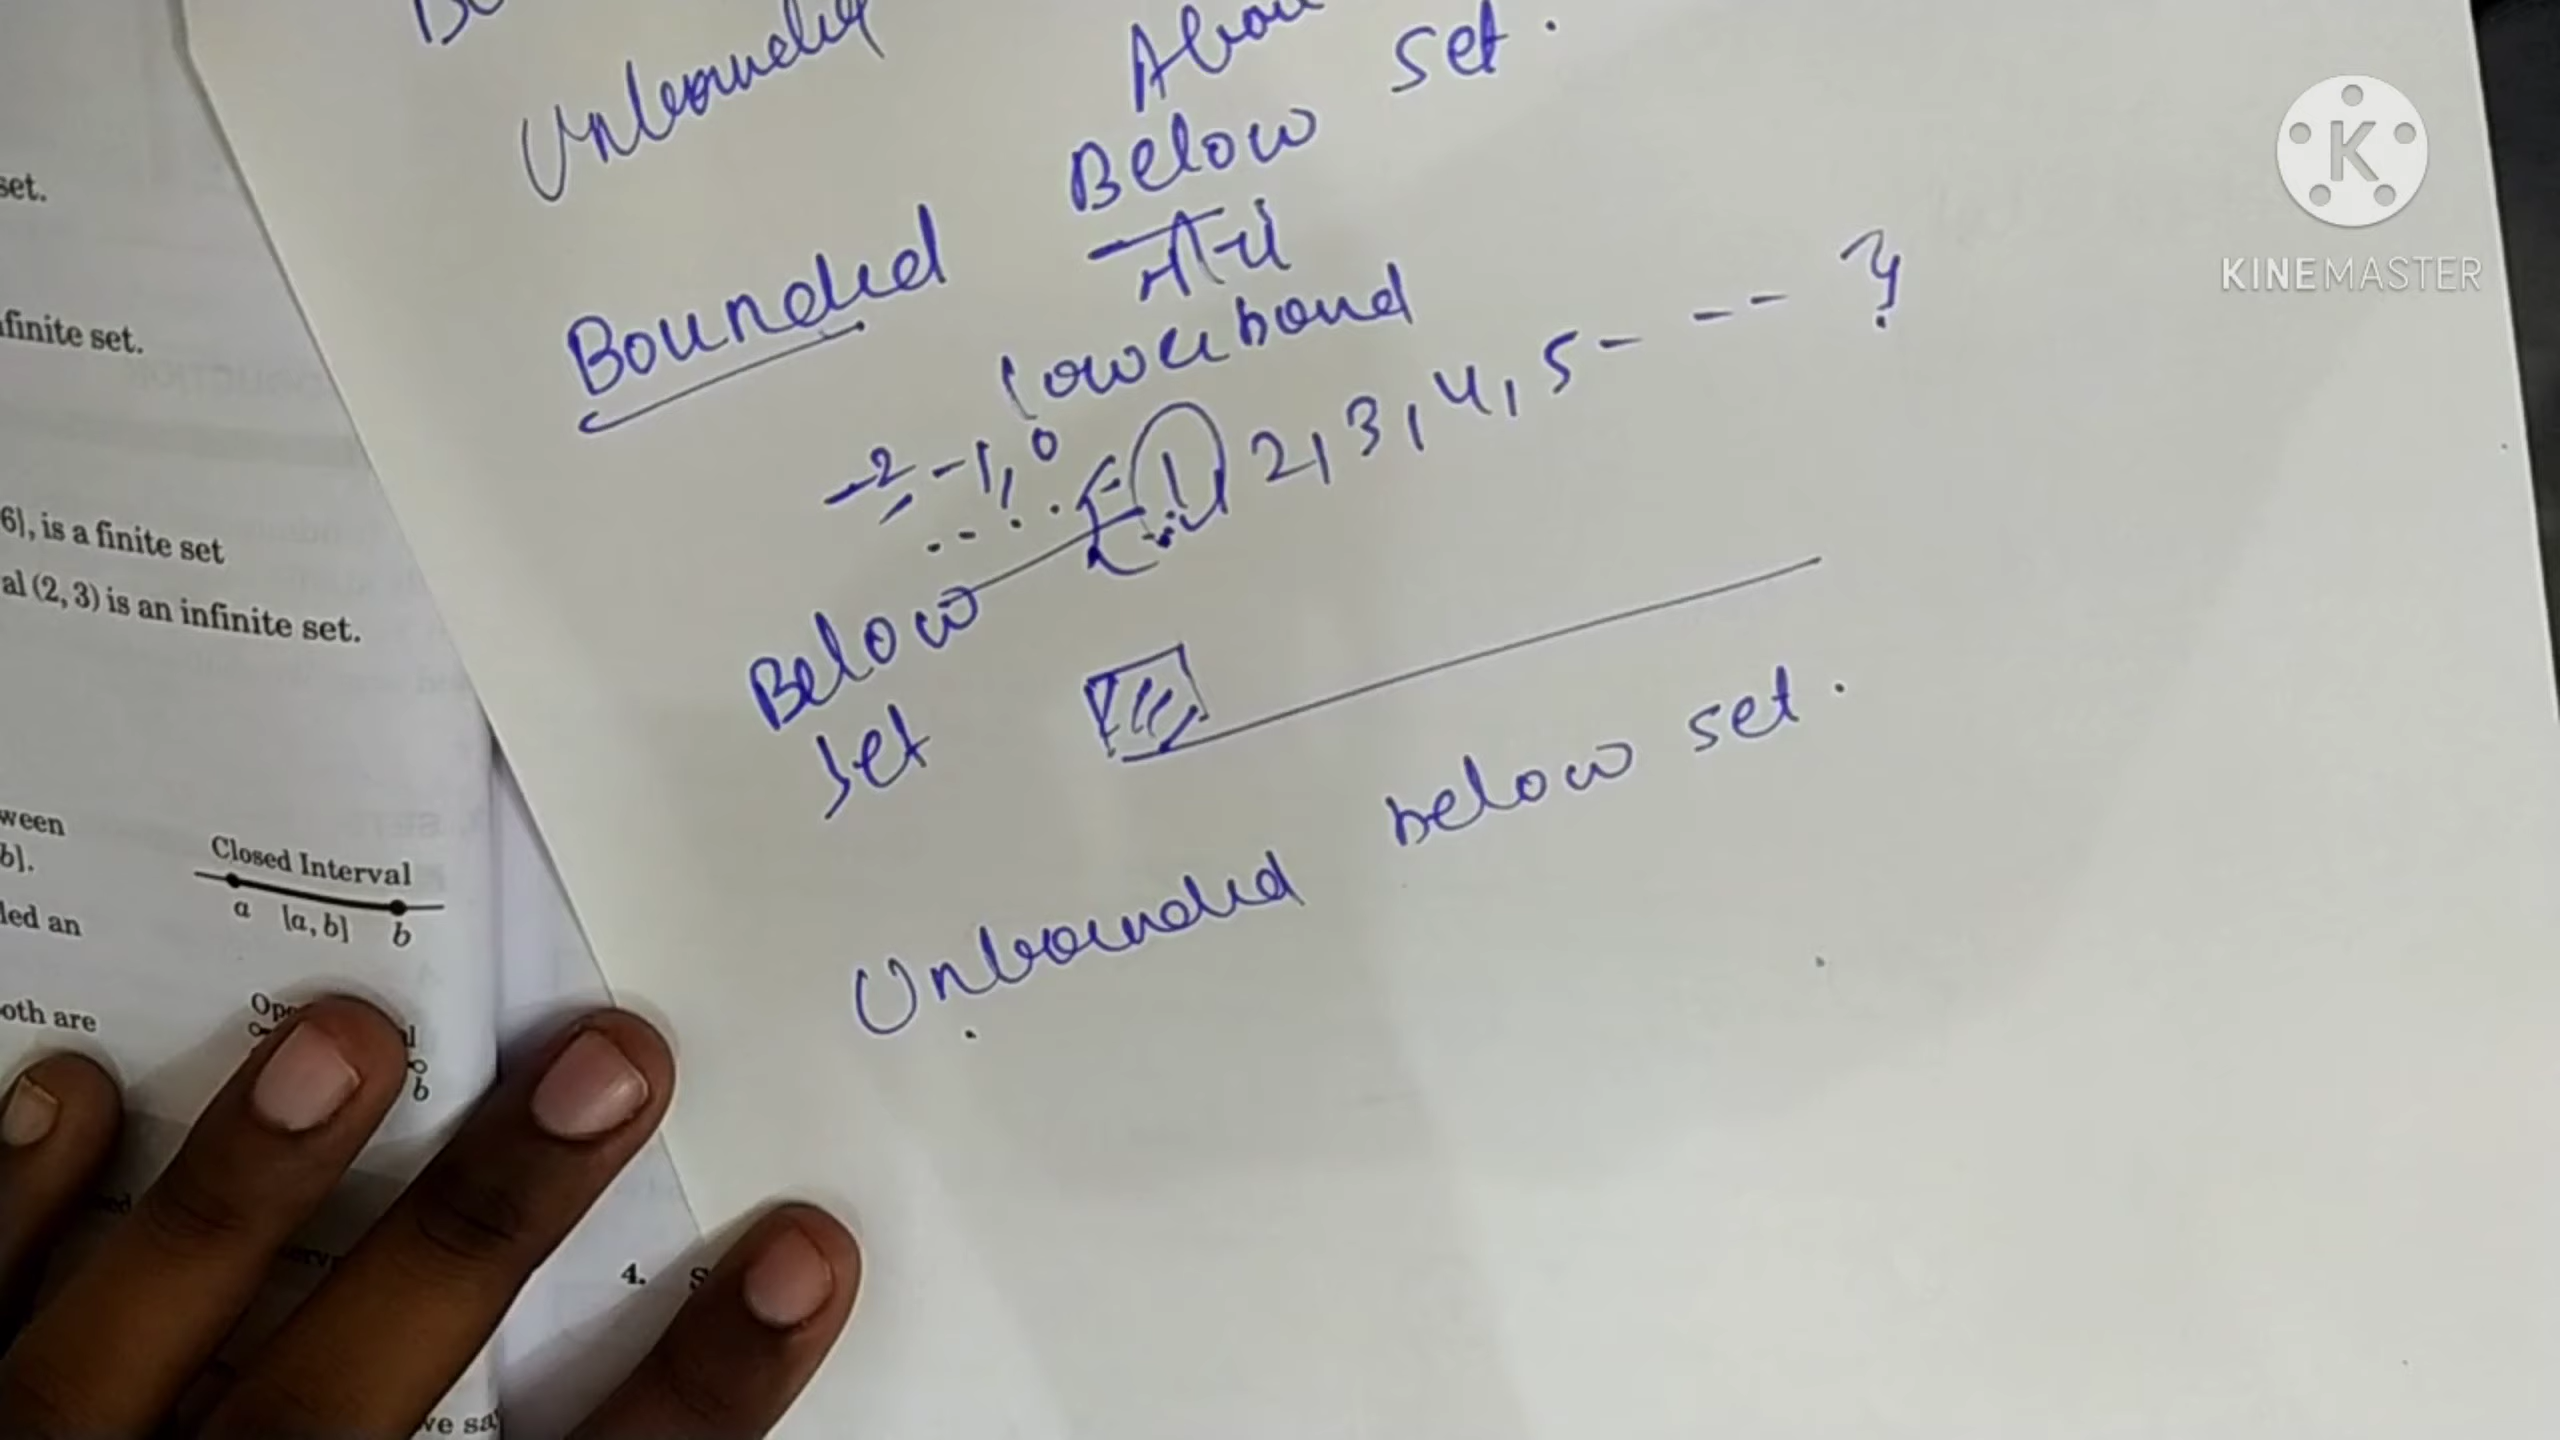 Above
Unbounded
set.
Bounded Below
नीचे
lower bond
-2 -1, 0
{1, 2, 3, 4, 5 - - - }
Below
set
Unbounded below set.
set.
finite set.
6}, is a finite set
al (2, 3) is an infinite set.
ween
b].
led an
oth are
Closed Interval
a [a, b] b
b
4.
ve sa
KINEMASTER